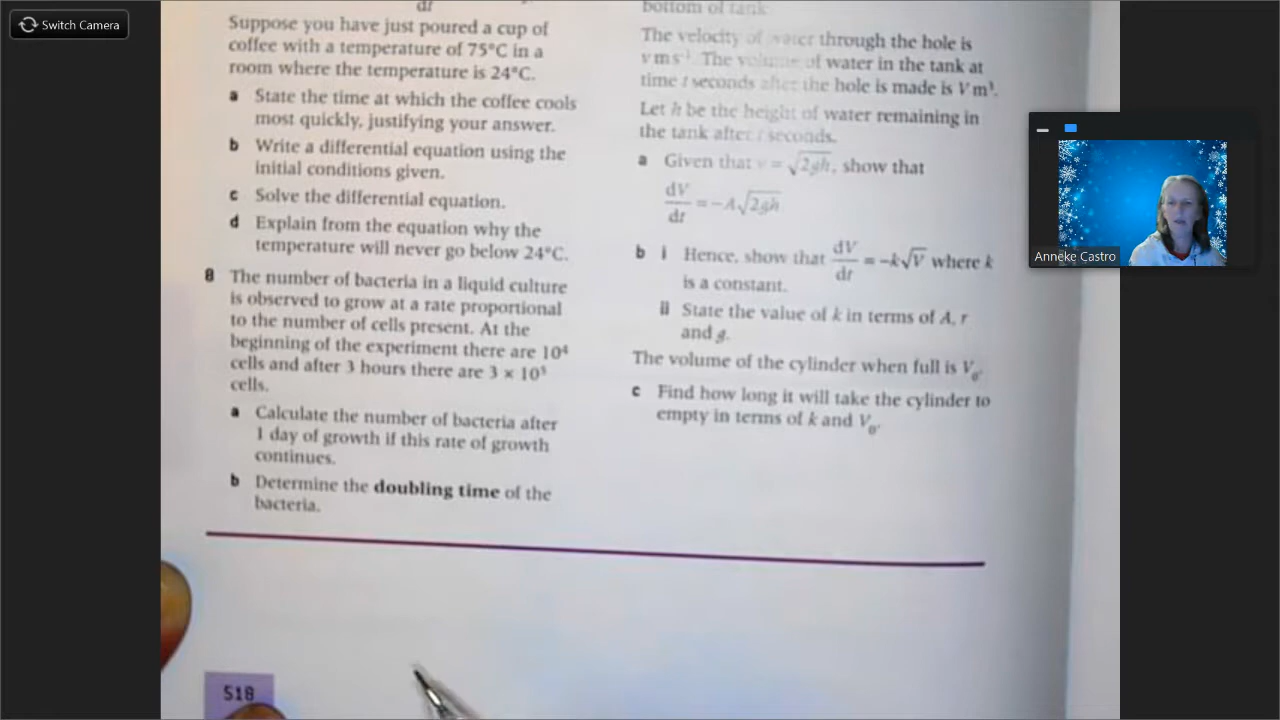 Switch Camera
dt
Suppose you have just poured a cup of
coffee with a temperature of 75°C in a
room where the temperature is 24°C.
a State the time at which the coffee cools
most quickly, justifying your answer.
b Write a differential equation using the
initial conditions given.
c Solve the differential equation.
d Explain from the equation why the
temperature will never go below 24°C.
8 The number of bacteria in a liquid culture
is observed to grow at a rate proportional
to the number of cells present. At the
beginning of the experiment there are 10⁴
cells and after 3 hours there are 3 × 10⁵
cells.
a Calculate the number of bacteria after
1 day of growth if this rate of growth
continues.
b Determine the doubling time of the
bacteria.
518
bottom of tank
The velocity of water through the hole is
v m s⁻¹. The volume of water in the tank at
time t seconds after the hole is made is V m³.
Let h be the height of water remaining in
the tank after t seconds.
a Given that v = √2gh, show that
dV/dt = −A√2gh
b i Hence, show that dV/dt = −k√V where k
is a constant.
ii State the value of k in terms of A, r
and g.
The volume of the cylinder when full is V₀.
c Find how long it will take the cylinder to
empty in terms of k and V₀.
Anneke Castro